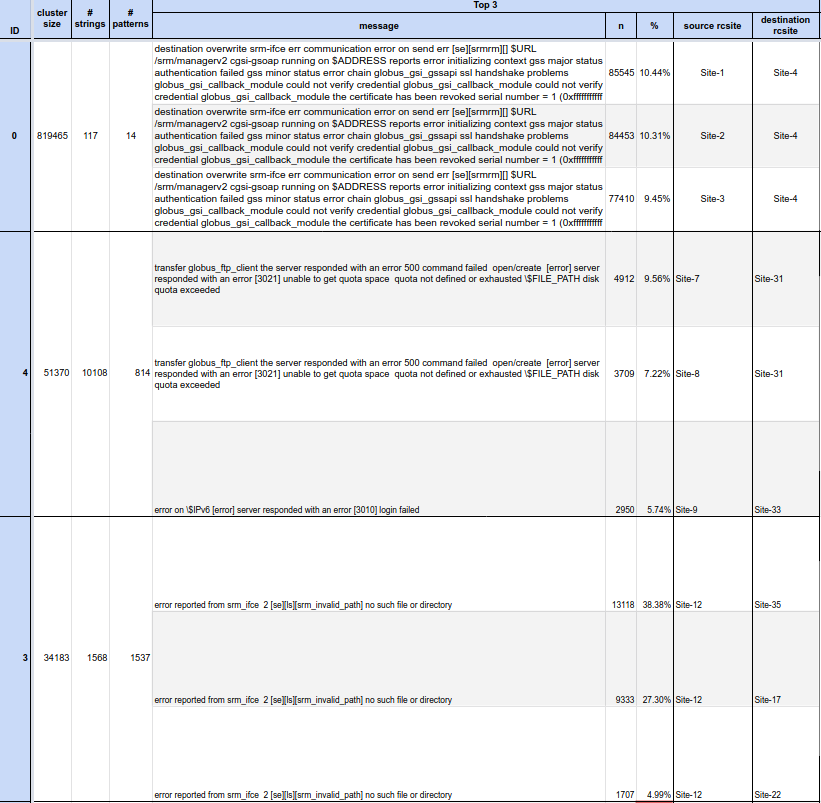 Top 3
ID cluster size # strings # patterns message n % source rcsite destination rcsite
destination overwrite srm-ifce err communication error on send err [se][srmrm][] $URL
/srm/managerv2 cgsi-gsoap running on $ADDRESS reports error initializing context gss major status
authentication failed gss minor status error chain globus_gsi_gssapi ssl handshake problems
globus_gsi_callback_module could not verify credential globus_gsi_callback_module could not verify
credential globus_gsi_callback_module the certificate has been revoked serial number = 1 (0xfffffffffff
85545 10.44% Site-1 Site-4
0 819465 117 14
destination overwrite srm-ifce err communication error on send err [se][srmrm][] $URL
/srm/managerv2 cgsi-gsoap running on $ADDRESS reports error initializing context gss major status
authentication failed gss minor status error chain globus_gsi_gssapi ssl handshake problems
globus_gsi_callback_module could not verify credential globus_gsi_callback_module could not verify
credential globus_gsi_callback_module the certificate has been revoked serial number = 1 (0xfffffffffff
84453 10.31% Site-2 Site-4
destination overwrite srm-ifce err communication error on send err [se][srmrm][] $URL
/srm/managerv2 cgsi-gsoap running on $ADDRESS reports error initializing context gss major status
authentication failed gss minor status error chain globus_gsi_gssapi ssl handshake problems
globus_gsi_callback_module could not verify credential globus_gsi_callback_module could not verify
credential globus_gsi_callback_module the certificate has been revoked serial number = 1 (0xfffffffffff
77410 9.45% Site-3 Site-4
transfer globus_ftp_client the server responded with an error 500 command failed open/create [error] server
responded with an error [3021] unable to get quota space quota not defined or exhausted \$FILE_PATH disk
quota exceeded
4912 9.56% Site-7 Site-31
4 51370 10108 814
transfer globus_ftp_client the server responded with an error 500 command failed open/create [error] server
responded with an error [3021] unable to get quota space quota not defined or exhausted \$FILE_PATH disk
quota exceeded
3709 7.22% Site-8 Site-31
error on \$IPv6 [error] server responded with an error [3010] login failed 2950 5.74% Site-9 Site-33
error reported from srm_ifce 2 [se][ls][srm_invalid_path] no such file or directory 13118 38.38% Site-12 Site-35
3 34183 1568 1537
error reported from srm_ifce 2 [se][ls][srm_invalid_path] no such file or directory 9333 27.30% Site-12 Site-17
error reported from srm_ifce 2 [se][ls][srm_invalid_path] no such file or directory 1707 4.99% Site-12 Site-22